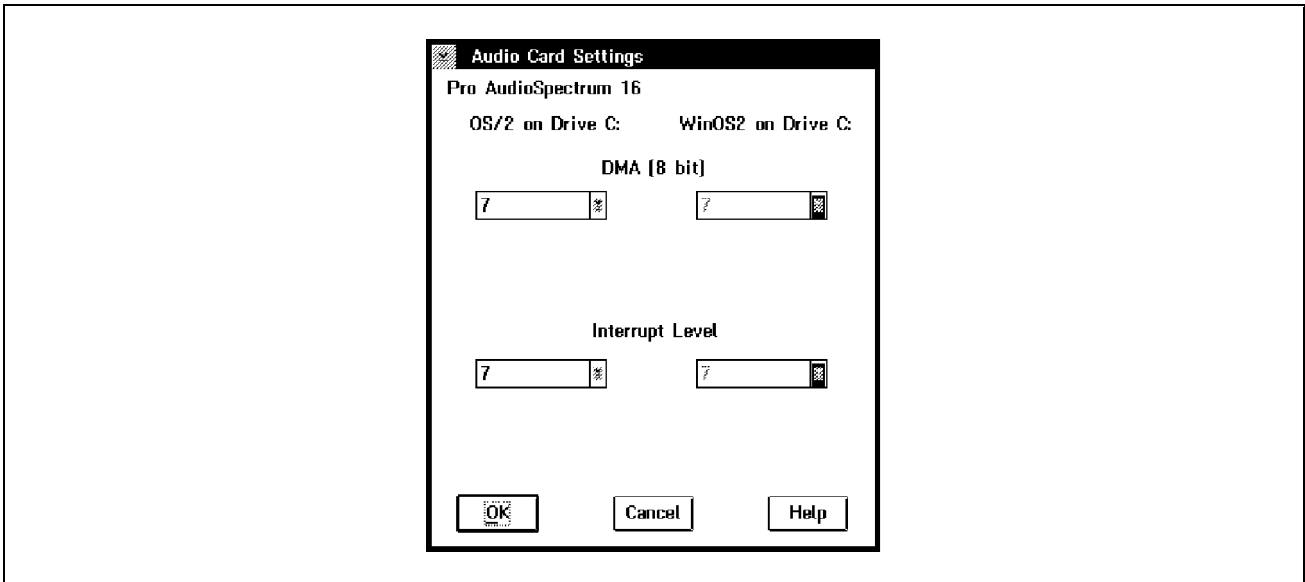 Audio Card Settings
Pro AudioSpectrum 16
OS/2 on Drive C: WinOS2 on Drive C:
DMA (8 bit)
7 7
Interrupt Level
7 7
OK Cancel Help